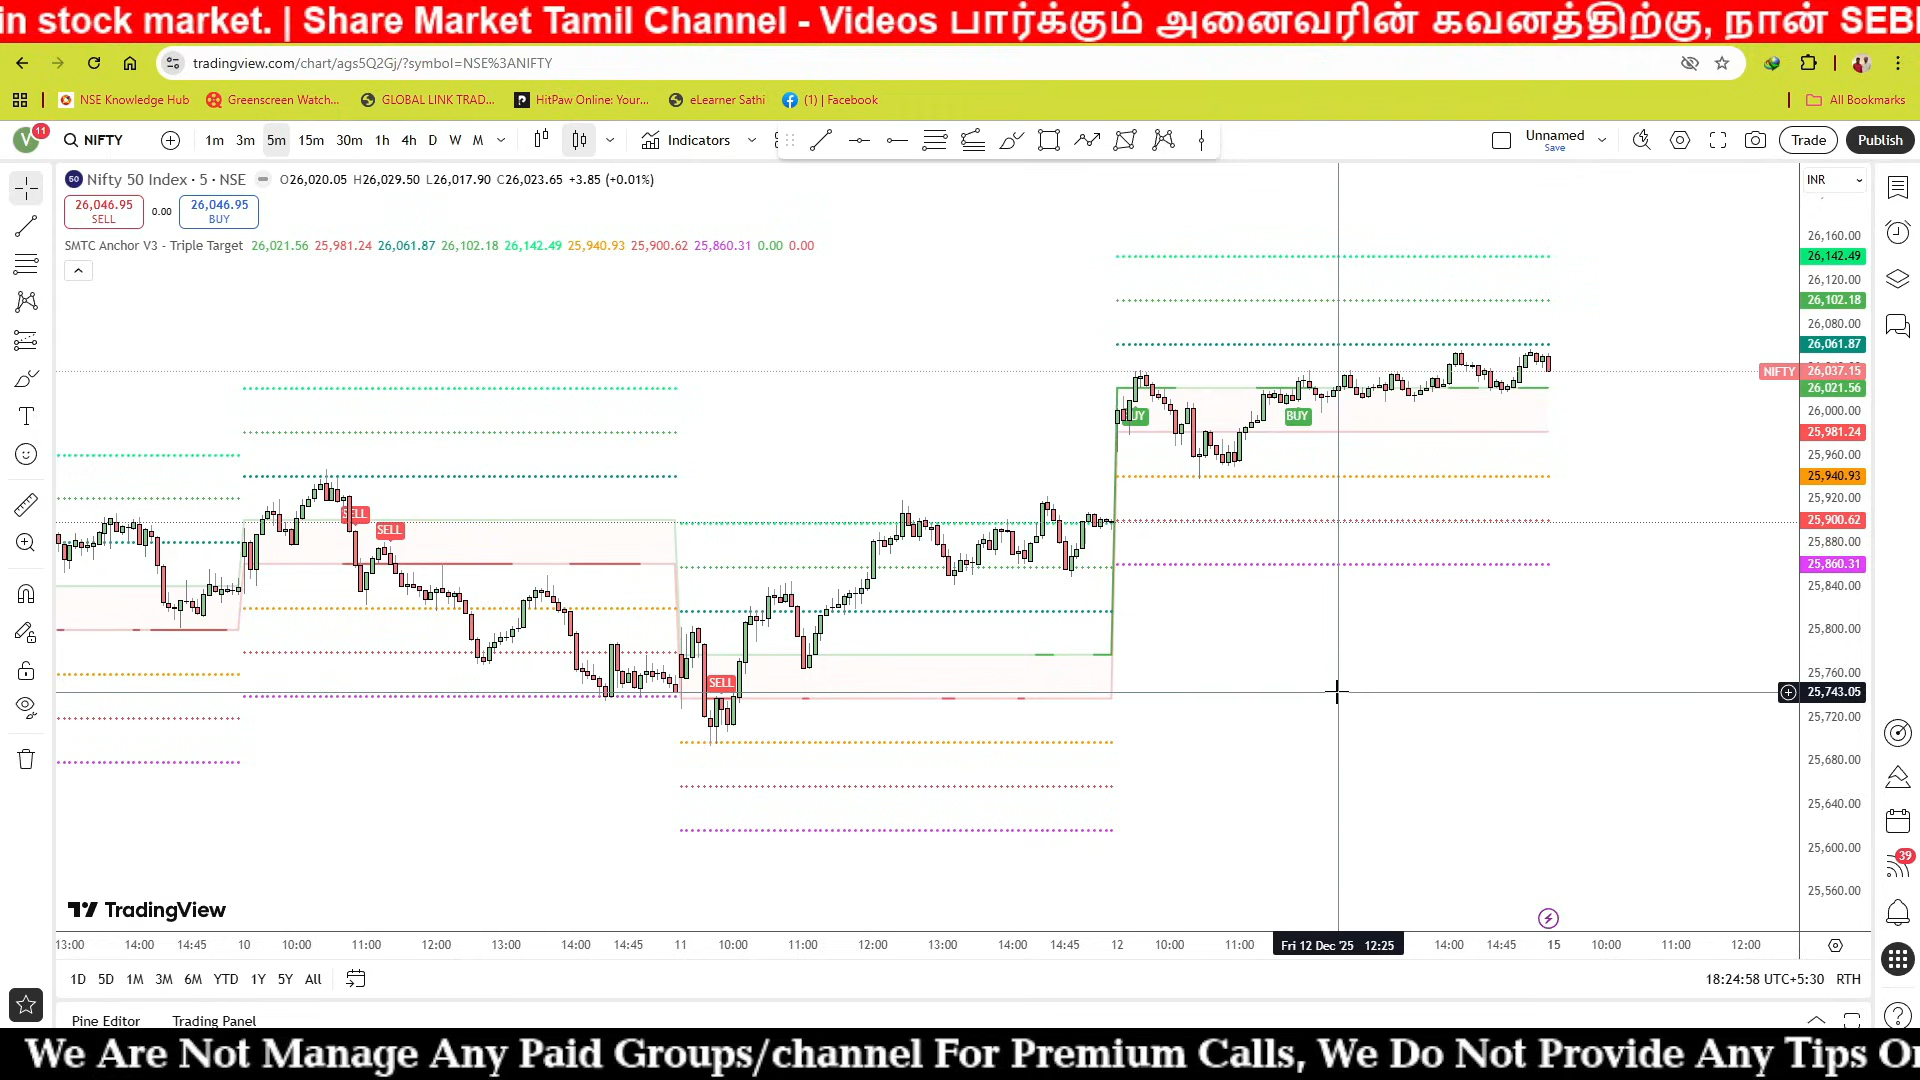 in stock market. | Share Market Tamil Channel - Videos பார்க்கும் அனைவரின் கவனத்திற்கு, நான் SEBI
tradingview.com/chart/ags5Q2Gj/?symbol=NSE%3ANIFTY
NSE Knowledge Hub Greenscreen Watch... GLOBAL LINK TRAD... HitPaw Online: Your... eLearner Sathi (1) | Facebook All Bookmarks
V 11 NIFTY 1m 3m 5m 15m 30m 1h 4h D W M Indicators Unnamed Save Trade Publish
50 Nifty 50 Index · 5 · NSE O26,020.05 H26,029.50 L26,017.90 C26,023.65 +3.85 (+0.01%) INR
26,046.95 SELL 0.00 26,046.95 BUY
SMTC Anchor V3 - Triple Target 26,021.56 25,981.24 26,061.87 26,102.18 26,142.49 25,940.93 25,900.62 25,860.31 0.00 0.00
26,160.00
26,142.49
26,120.00
26,102.18
26,080.00
26,061.87
NIFTY 26,037.15
26,021.56
26,000.00
25,981.24
25,960.00
25,940.93
25,920.00
25,900.62
25,880.00
25,860.31
25,840.00
25,800.00
25,760.00
25,743.05
25,720.00
25,680.00
25,640.00
25,600.00
25,560.00
SELL
SELL
SELL
UY
BUY
39
TradingView
13:00 14:00 14:45 10 10:00 11:00 12:00 13:00 14:00 14:45 11 10:00 11:00 12:00 13:00 14:00 14:45 12 10:00 11:00 Fri 12 Dec '25 12:25 14:00 14:45 15 10:00 11:00 12:00
1D 5D 1M 3M 6M YTD 1Y 5Y All 18:24:58 UTC+5:30 RTH
Pine Editor Trading Panel
We Are Not Manage Any Paid Groups/channel For Premium Calls, We Do Not Provide Any Tips O